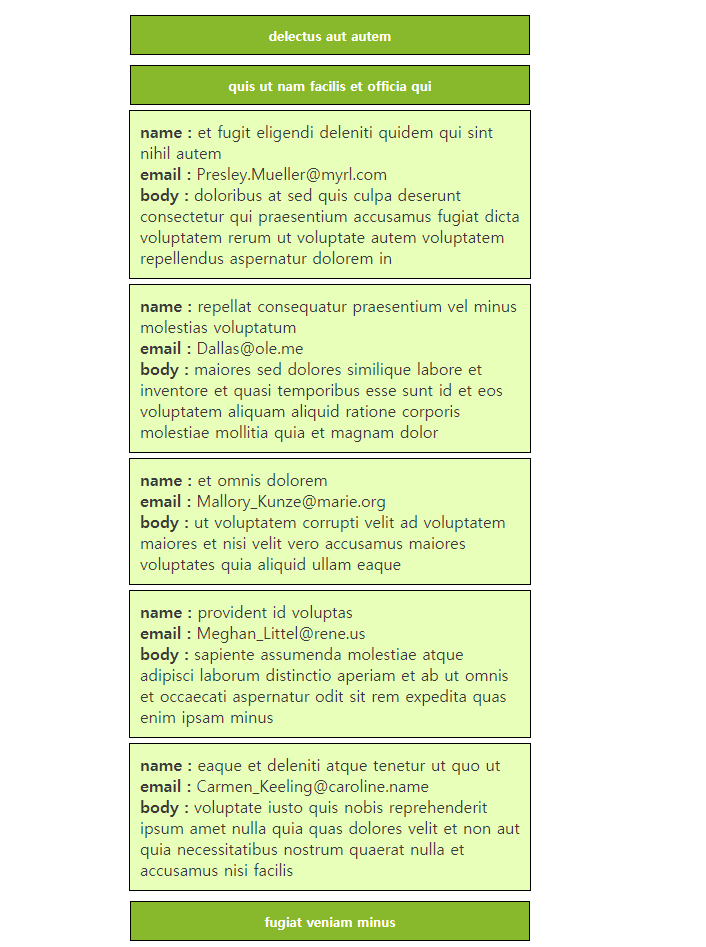 delectus aut autem
quis ut nam facilis et officia qui
name : et fugit eligendi deleniti quidem qui sint
nihil autem
email : Presley.Mueller@myrl.com
body : doloribus at sed quis culpa deserunt
consectetur qui praesentium accusamus fugiat dicta
voluptatem rerum ut voluptate autem voluptatem
repellendus aspernatur dolorem in
name : repellat consequatur praesentium vel minus
molestias voluptatum
email : Dallas@ole.me
body : maiores sed dolores similique labore et
inventore et quasi temporibus esse sunt id et eos
voluptatem aliquam aliquid ratione corporis
molestiae mollitia quia et magnam dolor
name : et omnis dolorem
email : Mallory_Kunze@marie.org
body : ut voluptatem corrupti velit ad voluptatem
maiores et nisi velit vero accusamus maiores
voluptates quia aliquid ullam eaque
name : provident id voluptas
email : Meghan_Littel@rene.us
body : sapiente assumenda molestiae atque
adipisci laborum distinctio aperiam et ab ut omnis
et occaecati aspernatur odit sit rem expedita quas
enim ipsam minus
name : eaque et deleniti atque tenetur ut quo ut
email : Carmen_Keeling@caroline.name
body : voluptate iusto quis nobis reprehenderit
ipsum amet nulla quia quas dolores velit et non aut
quia necessitatibus nostrum quaerat nulla et
accusamus nisi facilis
fugiat veniam minus